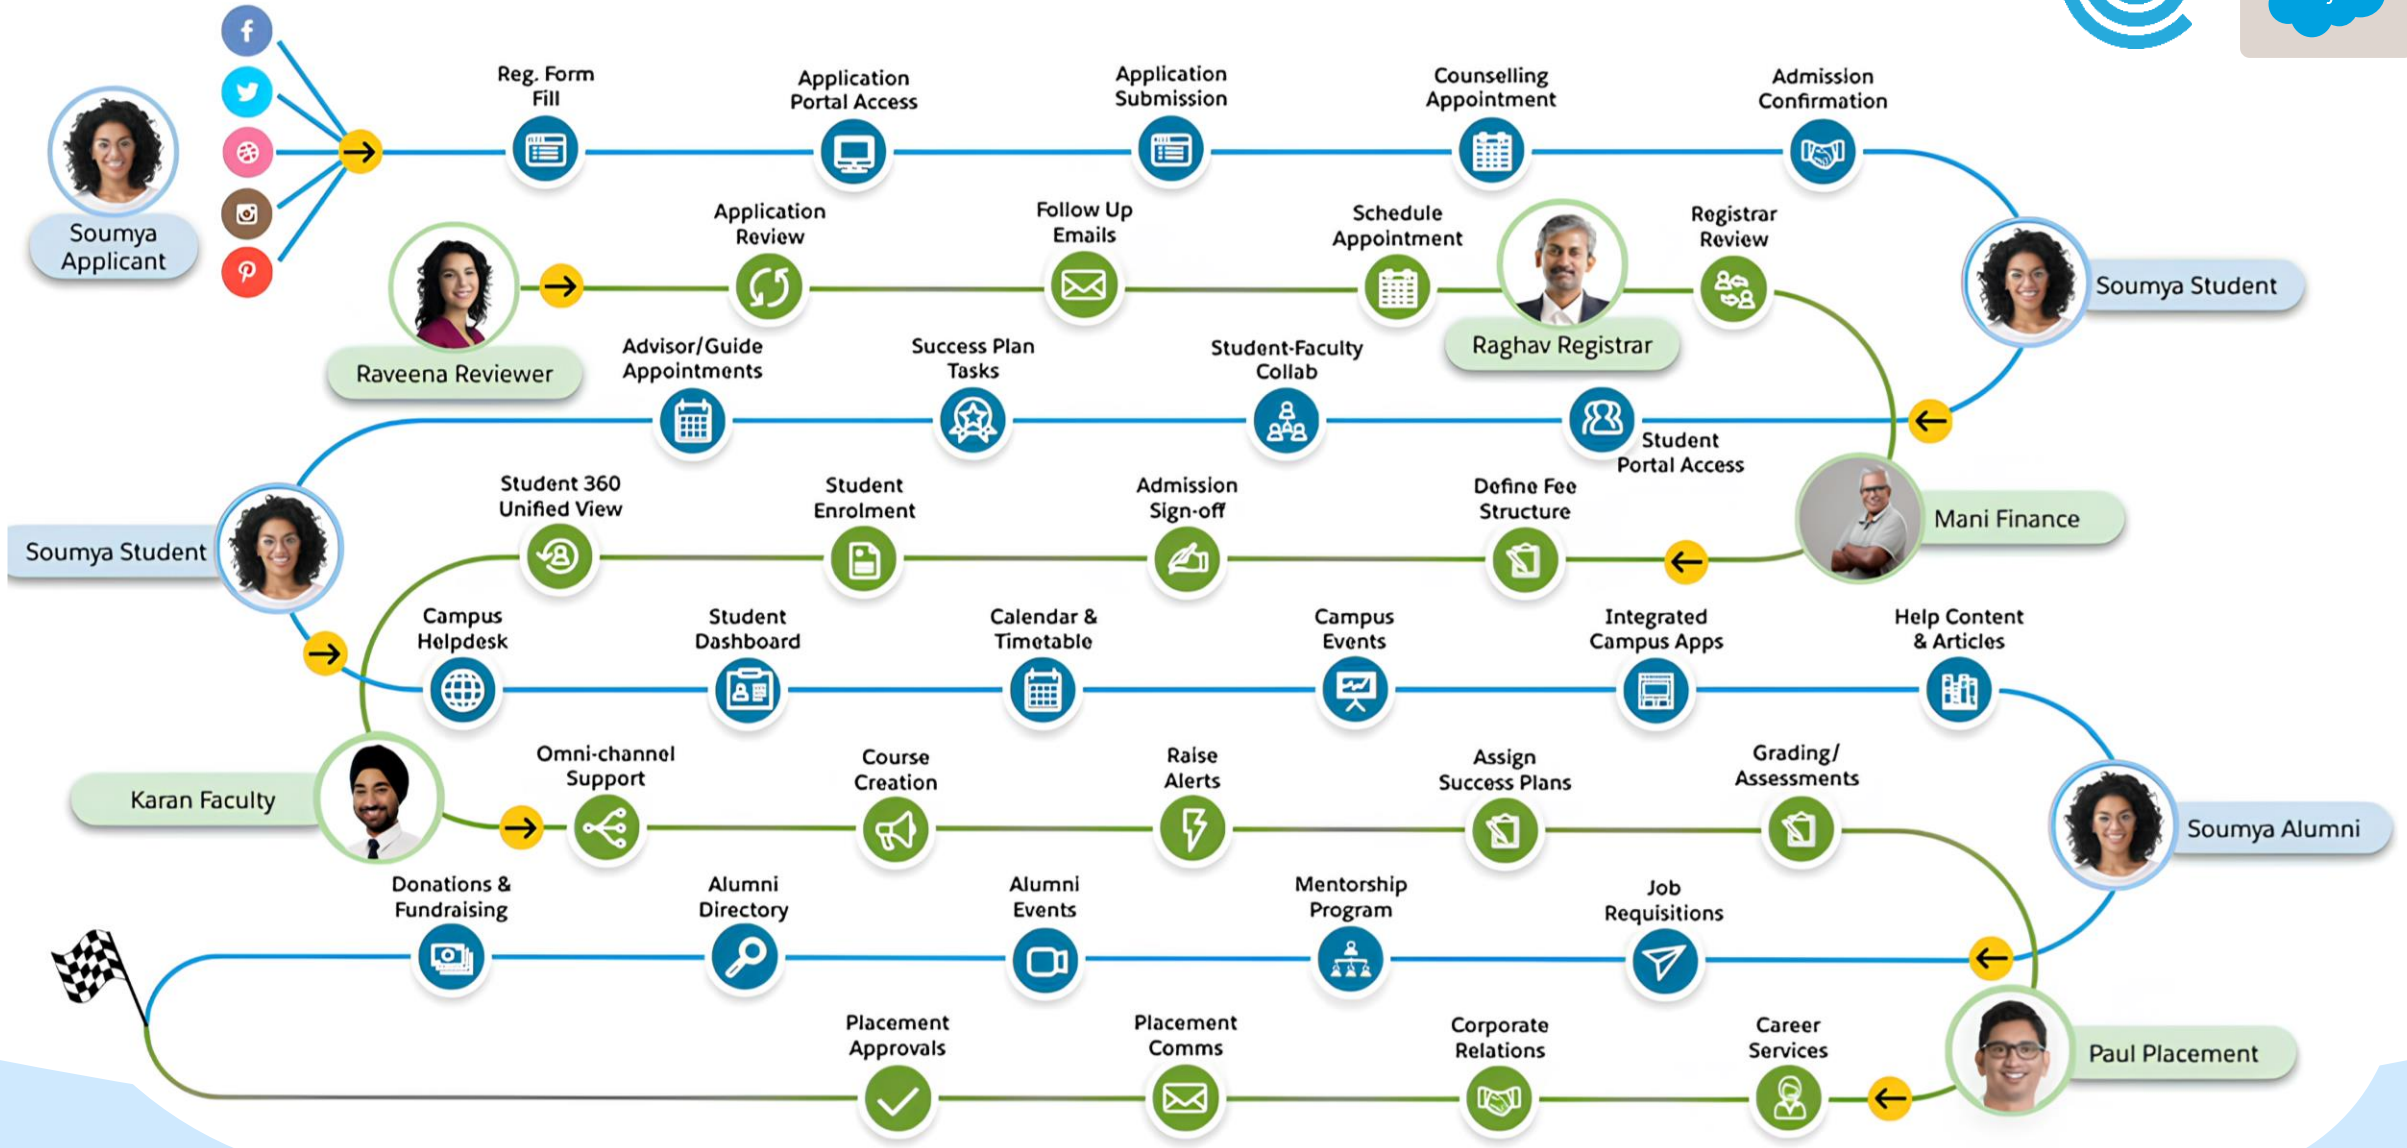 Reg. Form
Fill
Application
Portal Access
Application
Submission
Counselling
Appointment
Admission
Confirmation
Soumya
Applicant
Application
Review
Follow Up
Emails
Schedule
Appointment
Registrar
Review
Soumya Student
Raveena Reviewer
Raghav Registrar
Advisor/Guide
Appointments
Success Plan
Tasks
Student-Faculty
Collab
Student
Portal Access
Student 360
Unified View
Student
Enrolment
Admission
Sign-off
Define Fee
Structure
Mani Finance
Soumya Student
Campus
Helpdesk
Student
Dashboard
Calendar &
Timetable
Campus
Events
Integrated
Campus Apps
Help Content
& Articles
Karan Faculty
Omni-channel
Support
Course
Creation
Raise
Alerts
Assign
Success Plans
Grading/
Assessments
Soumya Alumni
Donations &
Fundraising
Alumni
Directory
Alumni
Events
Mentorship
Program
Job
Requisitions
Placement
Approvals
Placement
Comms
Corporate
Relations
Career
Services
Paul Placement